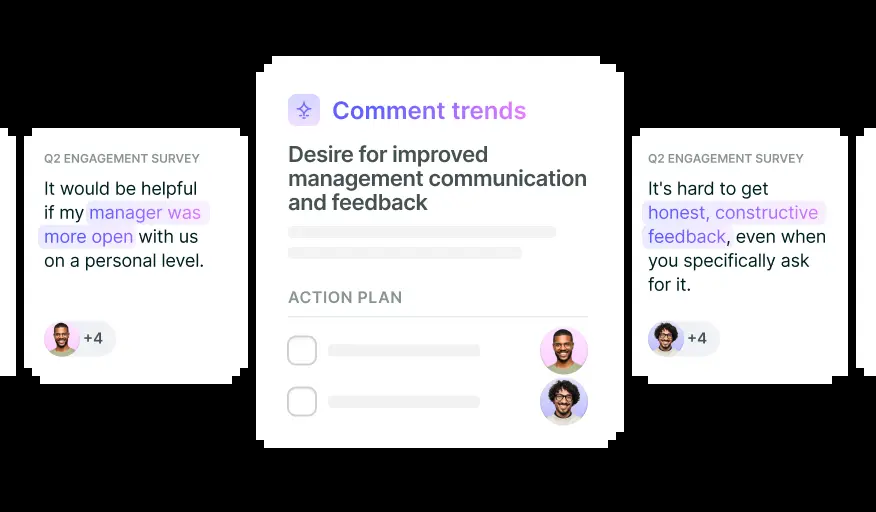 Q2 ENGAGEMENT SURVEY
It would be helpful
if my manager was
more open with us
on a personal level.
+4
Comment trends
Desire for improved
management communication
and feedback
ACTION PLAN
Q2 ENGAGEMENT SURVEY
It's hard to get
honest, constructive
feedback, even when
you specifically ask
for it.
+4